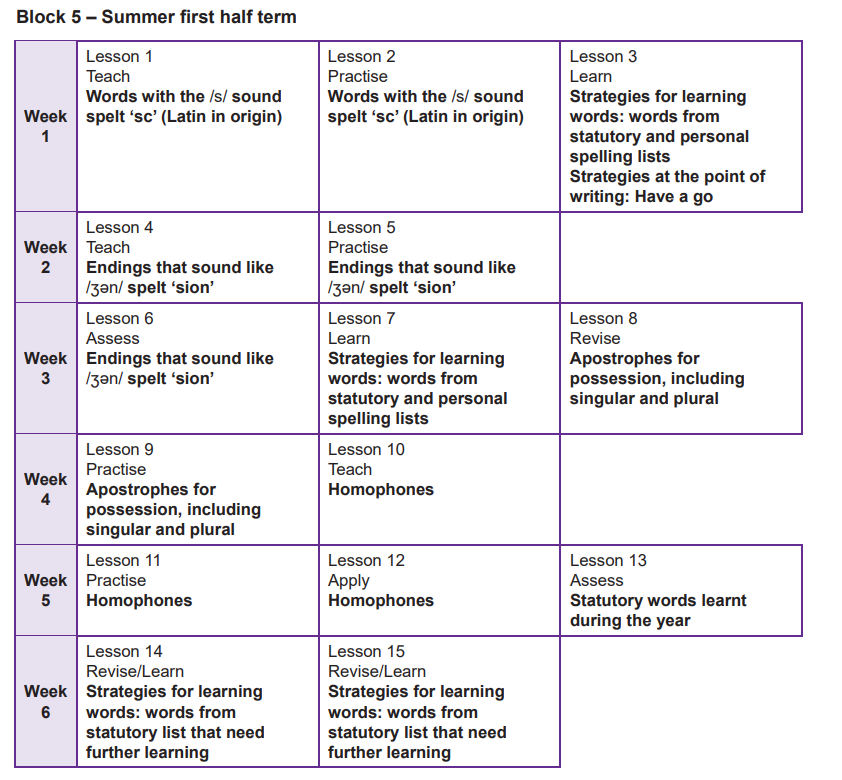 Block 5 – Summer first half term
Week
1
Lesson 1
Teach
Words with the /s/ sound
spelt ‘sc’ (Latin in origin)
Lesson 2
Practise
Words with the /s/ sound
spelt ‘sc’ (Latin in origin)
Lesson 3
Learn
Strategies for learning
words: words from
statutory and personal
spelling lists
Strategies at the point of
writing: Have a go
Week
2
Lesson 4
Teach
Endings that sound like
/ʒən/ spelt ‘sion’
Lesson 5
Practise
Endings that sound like
/ʒən/ spelt ‘sion’
Week
3
Lesson 6
Assess
Endings that sound like
/ʒən/ spelt ‘sion’
Lesson 7
Learn
Strategies for learning
words: words from
statutory and personal
spelling lists
Lesson 8
Revise
Apostrophes for
possession, including
singular and plural
Week
4
Lesson 9
Practise
Apostrophes for
possession, including
singular and plural
Lesson 10
Teach
Homophones
Week
5
Lesson 11
Practise
Homophones
Lesson 12
Apply
Homophones
Lesson 13
Assess
Statutory words learnt
during the year
Week
6
Lesson 14
Revise/Learn
Strategies for learning
words: words from
statutory list that need
further learning
Lesson 15
Revise/Learn
Strategies for learning
words: words from
statutory list that need
further learning